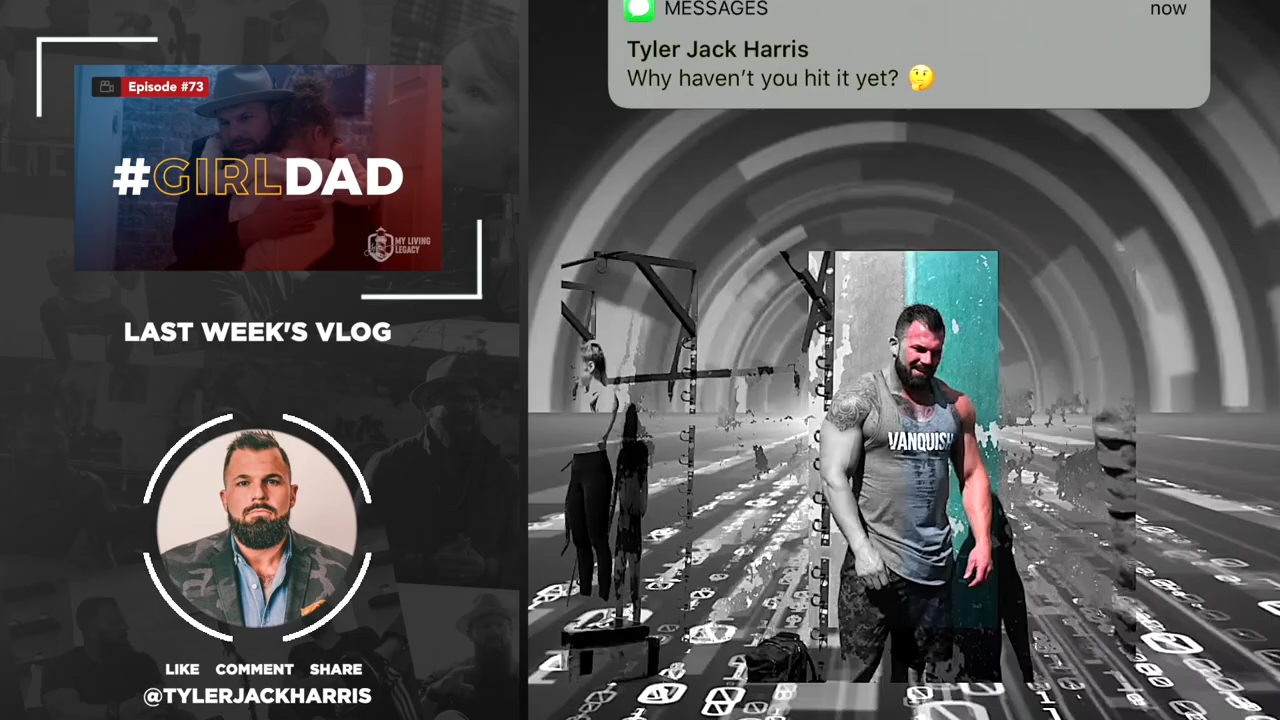 Episode #73
#GIRLDAD
MY LIVING
LEGACY
LAST WEEK'S VLOG
LIKE COMMENT SHARE
@TYLERJACKHARRIS
MESSAGES
now
Tyler Jack Harris
Why haven't you hit it yet? 🤔
VANQUISH